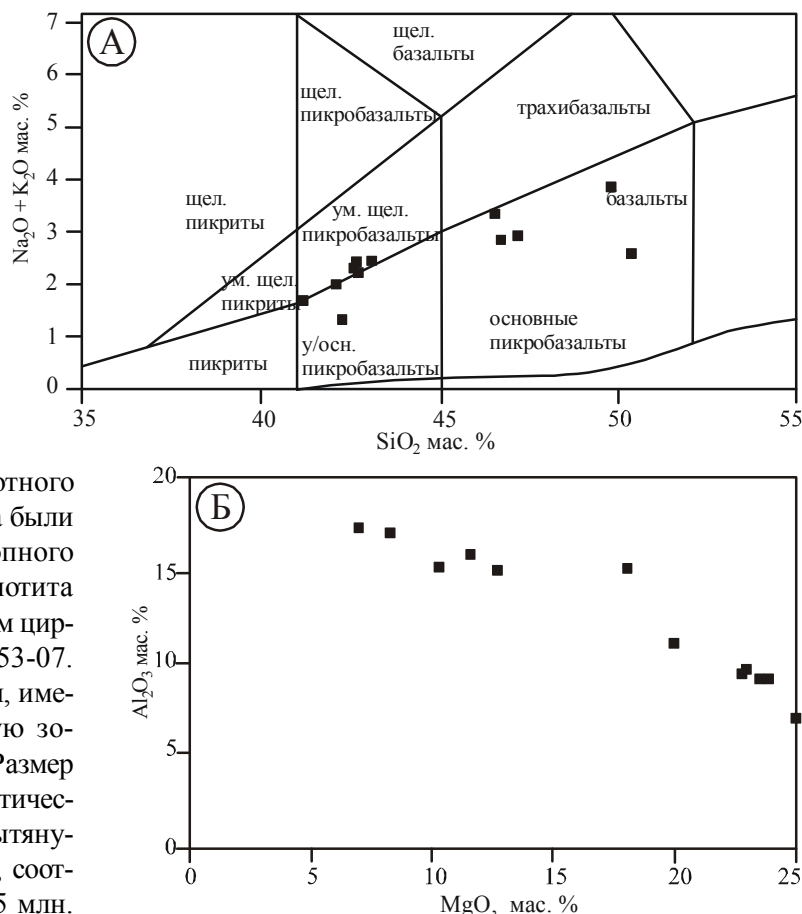 А
7
6
5
4
3
2
1
0
Na₂O + K₂O мас. %
щел.
базальты
щел.
пикробазальты
трахибазальты
щел.
пикриты
ум. щел.
пикробазальты
базальты
ум. щел.
пикриты
основные
пикробазальты
пикриты
у/осн.
пикробазальты
35 40 45 50 55
SiO₂ мас. %
ртного
были
опного
отита
м цир-
53-07.
, име-
ую зо-
Размер
тичес-
ытяну-
, соот-
5 млн.
Б
20
15
10
5
0
Al₂O₃ мас. %
0 5 10 15 20 25
MgO, мас. %